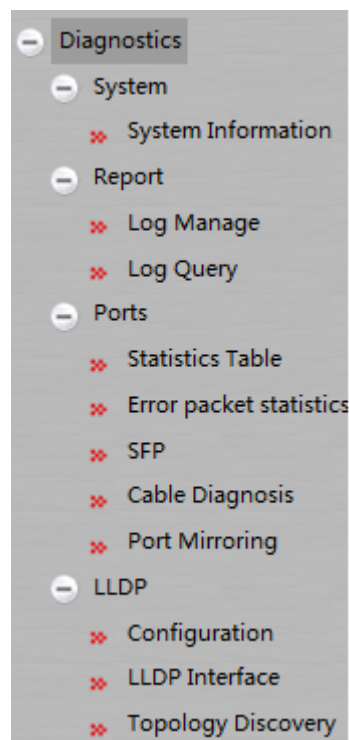 Diagnostics
System
System Information
Report
Log Manage
Log Query
Ports
Statistics Table
Error packet statistics
SFP
Cable Diagnosis
Port Mirroring
LLDP
Configuration
LLDP Interface
Topology Discovery